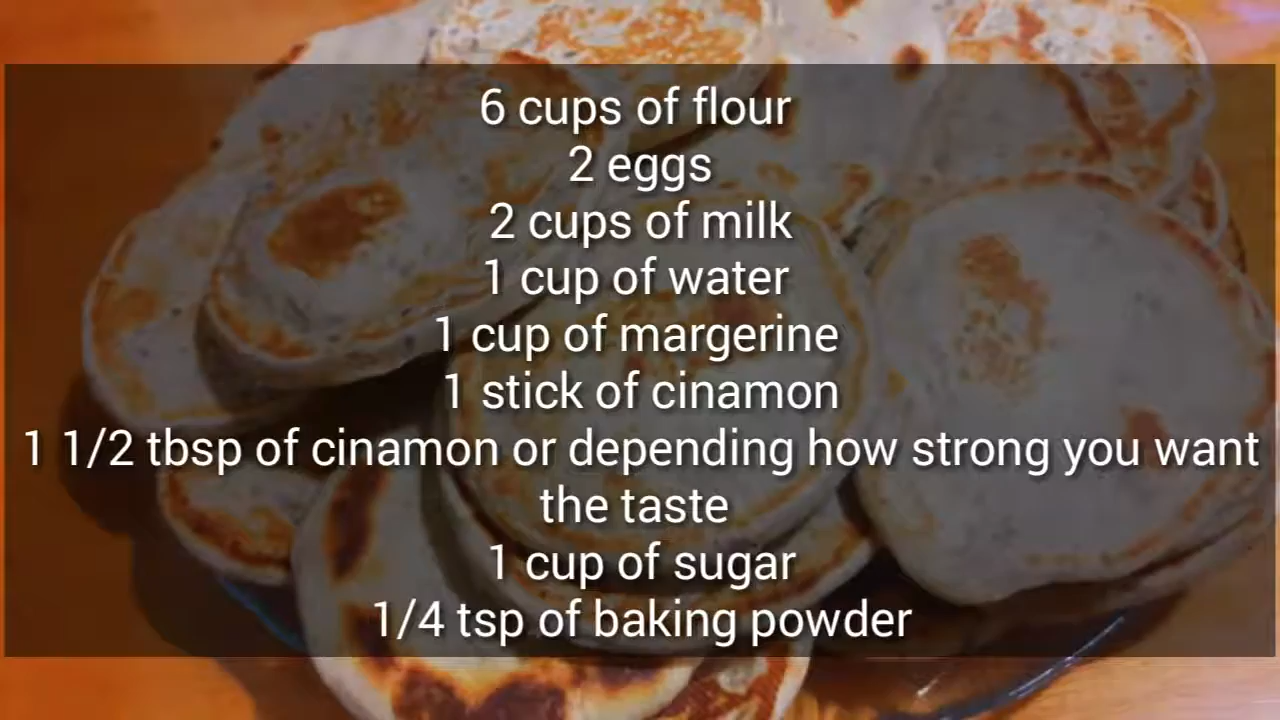 6 cups of flour
2 eggs
2 cups of milk
1 cup of water
1 cup of margerine
1 stick of cinamon
1 1/2 tbsp of cinamon or depending how strong you want
the taste
1 cup of sugar
1/4 tsp of baking powder